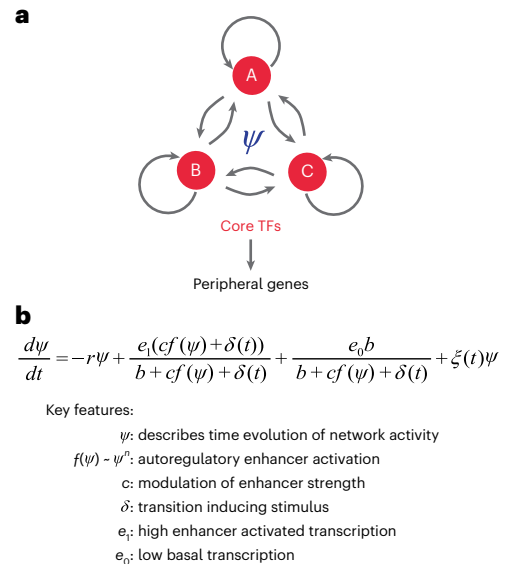 a
A
ψ
B
C
Core TFs
Peripheral genes
b
dψ/dt = −rψ + e₁(cf(ψ)+δ(t))/(b+cf(ψ)+δ(t)) + e₀b/(b+cf(ψ)+δ(t)) + ξ(t)ψ
Key features:
ψ: describes time evolution of network activity
f(ψ) ~ ψⁿ: autoregulatory enhancer activation
c: modulation of enhancer strength
δ: transition inducing stimulus
e₁: high enhancer activated transcription
e₀: low basal transcription